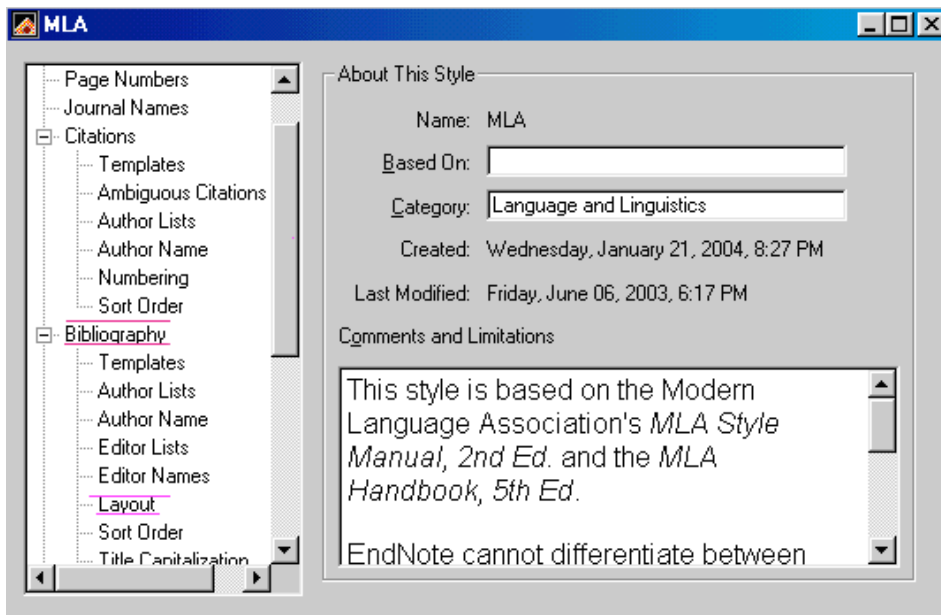 MLA
Page Numbers
Journal Names
Citations
Templates
Ambiguous Citations
Author Lists
Author Name
Numbering
Sort Order
Bibliography
Templates
Author Lists
Author Name
Editor Lists
Editor Names
Layout
Sort Order
Title Capitalization
About This Style
Name: MLA
Based On:
Category: Language and Linguistics
Created: Wednesday, January 21, 2004, 8:27 PM
Last Modified: Friday, June 06, 2003, 6:17 PM
Comments and Limitations
This style is based on the Modern
Language Association's MLA Style
Manual, 2nd Ed. and the MLA
Handbook, 5th Ed.
EndNote cannot differentiate between